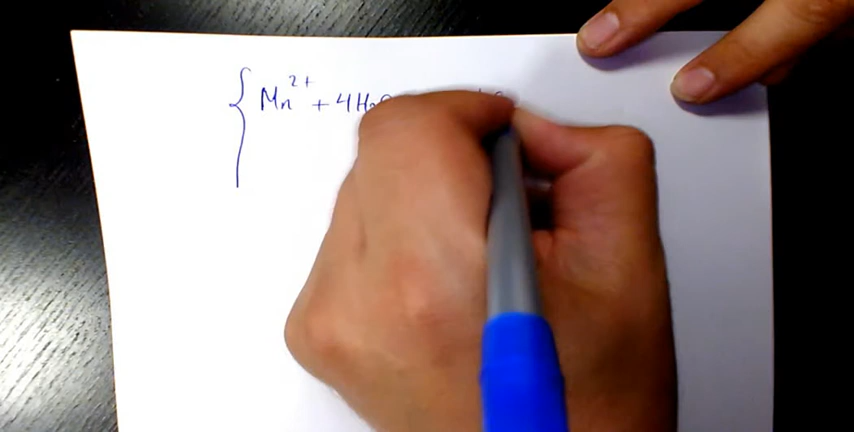 { Mn²⁺ + 4H₂O